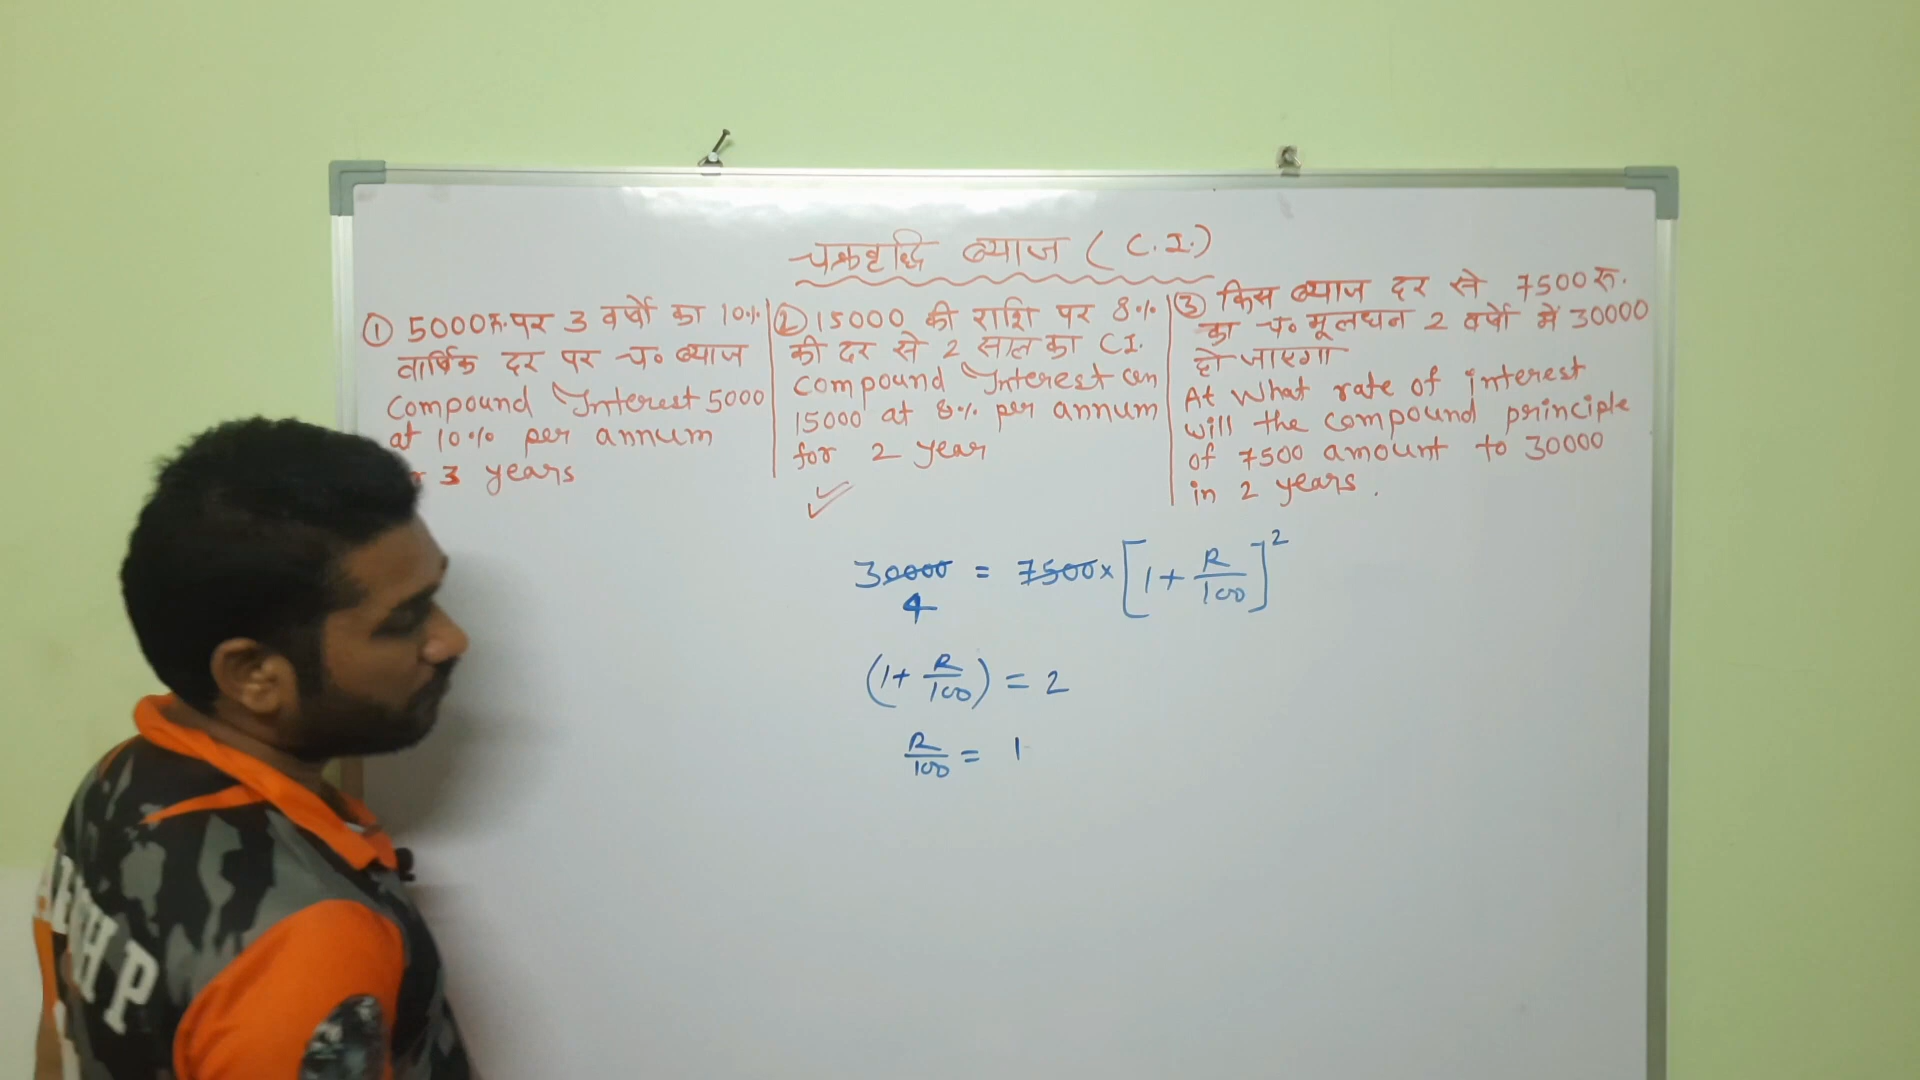 चक्रवृद्धि ब्याज ( C.I.)
① 5000रु. पर 3 वर्षो का 10%
वार्षिक दर पर च० ब्याज
Compound Interest 5000
at 10% per annum
3 years
② 15000 की राशि पर 8%
की दर से 2 साल का C.I.
Compound Interest on
15000 at 8% per annum
for 2 year
③ किस ब्याज दर से 7500 रु.
का च० मूलधन 2 वर्षो में 30000
हो जाएगा
At What rate of interest
will the compound principle
of 7500 amount to 30000
in 2 years.
30000 = 7500 × [1 + R/100]²
4
(1 + R/100) = 2
R/100 = 1
H P